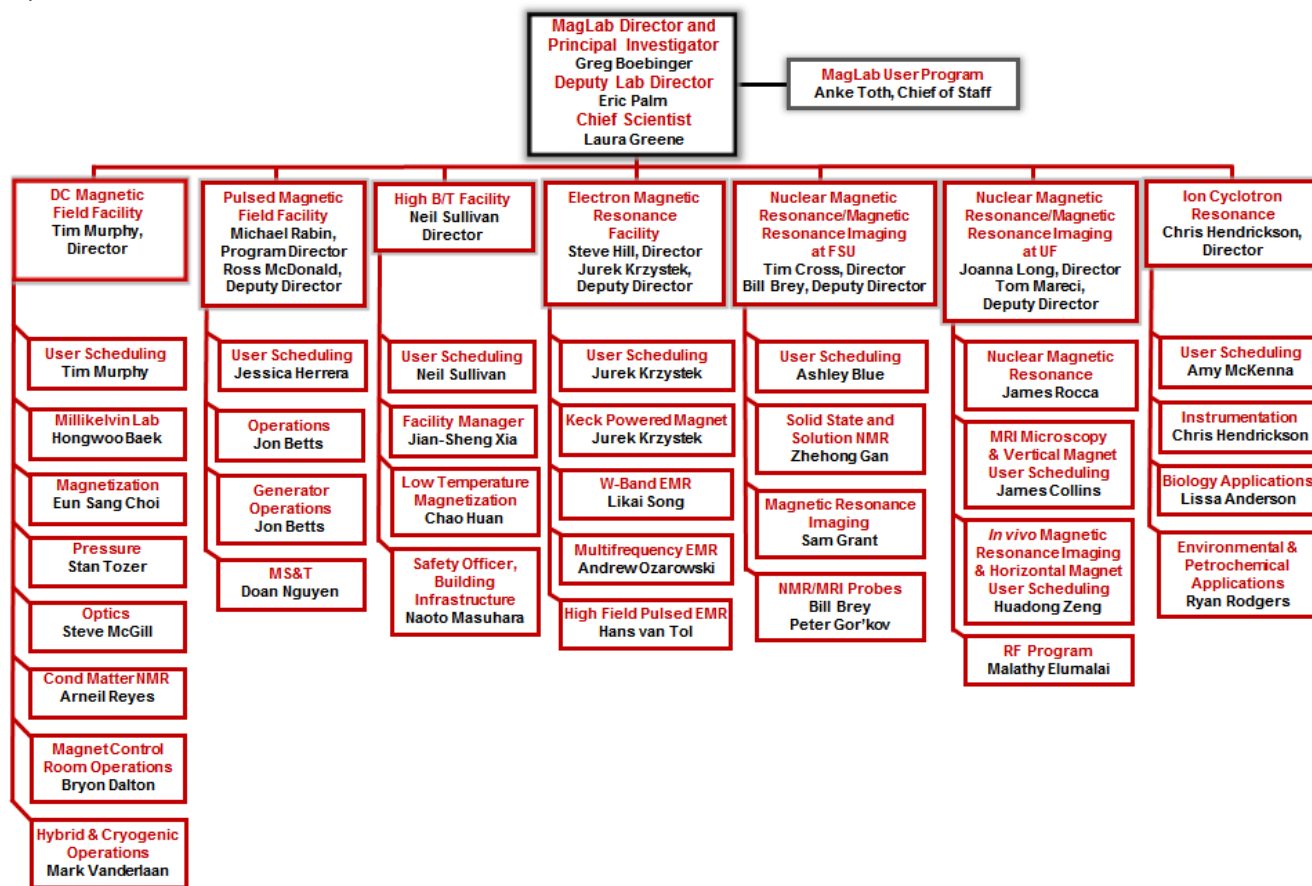 MagLab Director and
Principal Investigator
Greg Boebinger
Deputy Lab Director
Eric Palm
Chief Scientist
Laura Greene
MagLab User Program
Anke Toth, Chief of Staff
DC Magnetic
Field Facility
Tim Murphy,
Director
User Scheduling
Tim Murphy
Millikelvin Lab
Hongwoo Baek
Magnetization
Eun Sang Choi
Pressure
Stan Tozer
Optics
Steve McGill
Cond Matter NMR
Arneil Reyes
Magnet Control
Room Operations
Bryon Dalton
Hybrid & Cryogenic
Operations
Mark Vanderlaan
Pulsed Magnetic
Field Facility
Michael Rabin,
Program Director
Ross McDonald,
Deputy Director
User Scheduling
Jessica Herrera
Operations
Jon Betts
Generator
Operations
Jon Betts
MS&T
Doan Nguyen
High B/T Facility
Neil Sullivan
Director
User Scheduling
Neil Sullivan
Facility Manager
Jian-Sheng Xia
Low Temperature
Magnetization
Chao Huan
Safety Officer,
Building
Infrastructure
Naoto Masuhara
Electron Magnetic
Resonance
Facility
Steve Hill, Director
Jurek Krzystek,
Deputy Director
User Scheduling
Jurek Krzystek
Keck Powered Magnet
Jurek Krzystek
W-Band EMR
Likai Song
Multifrequency EMR
Andrew Ozarowski
High Field Pulsed EMR
Hans van Tol
Nuclear Magnetic
Resonance/Magnetic
Resonance Imaging
at FSU
Tim Cross, Director
Bill Brey, Deputy Director
User Scheduling
Ashley Blue
Solid State and
Solution NMR
Zhehong Gan
Magnetic Resonance
Imaging
Sam Grant
NMR/MRI Probes
Bill Brey
Peter Gor'kov
Nuclear Magnetic
Resonance/Magnetic
Resonance Imaging
at UF
Joanna Long, Director
Tom Mareci,
Deputy Director
Nuclear Magnetic
Resonance
James Rocca
MRI Microscopy
& Vertical Magnet
User Scheduling
James Collins
In vivo Magnetic
Resonance Imaging
& Horizontal Magnet
User Scheduling
Huadong Zeng
RF Program
Malathy Elumalai
Ion Cyclotron
Resonance
Chris Hendrickson,
Director
User Scheduling
Amy McKenna
Instrumentation
Chris Hendrickson
Biology Applications
Lissa Anderson
Environmental &
Petrochemical
Applications
Ryan Rodgers